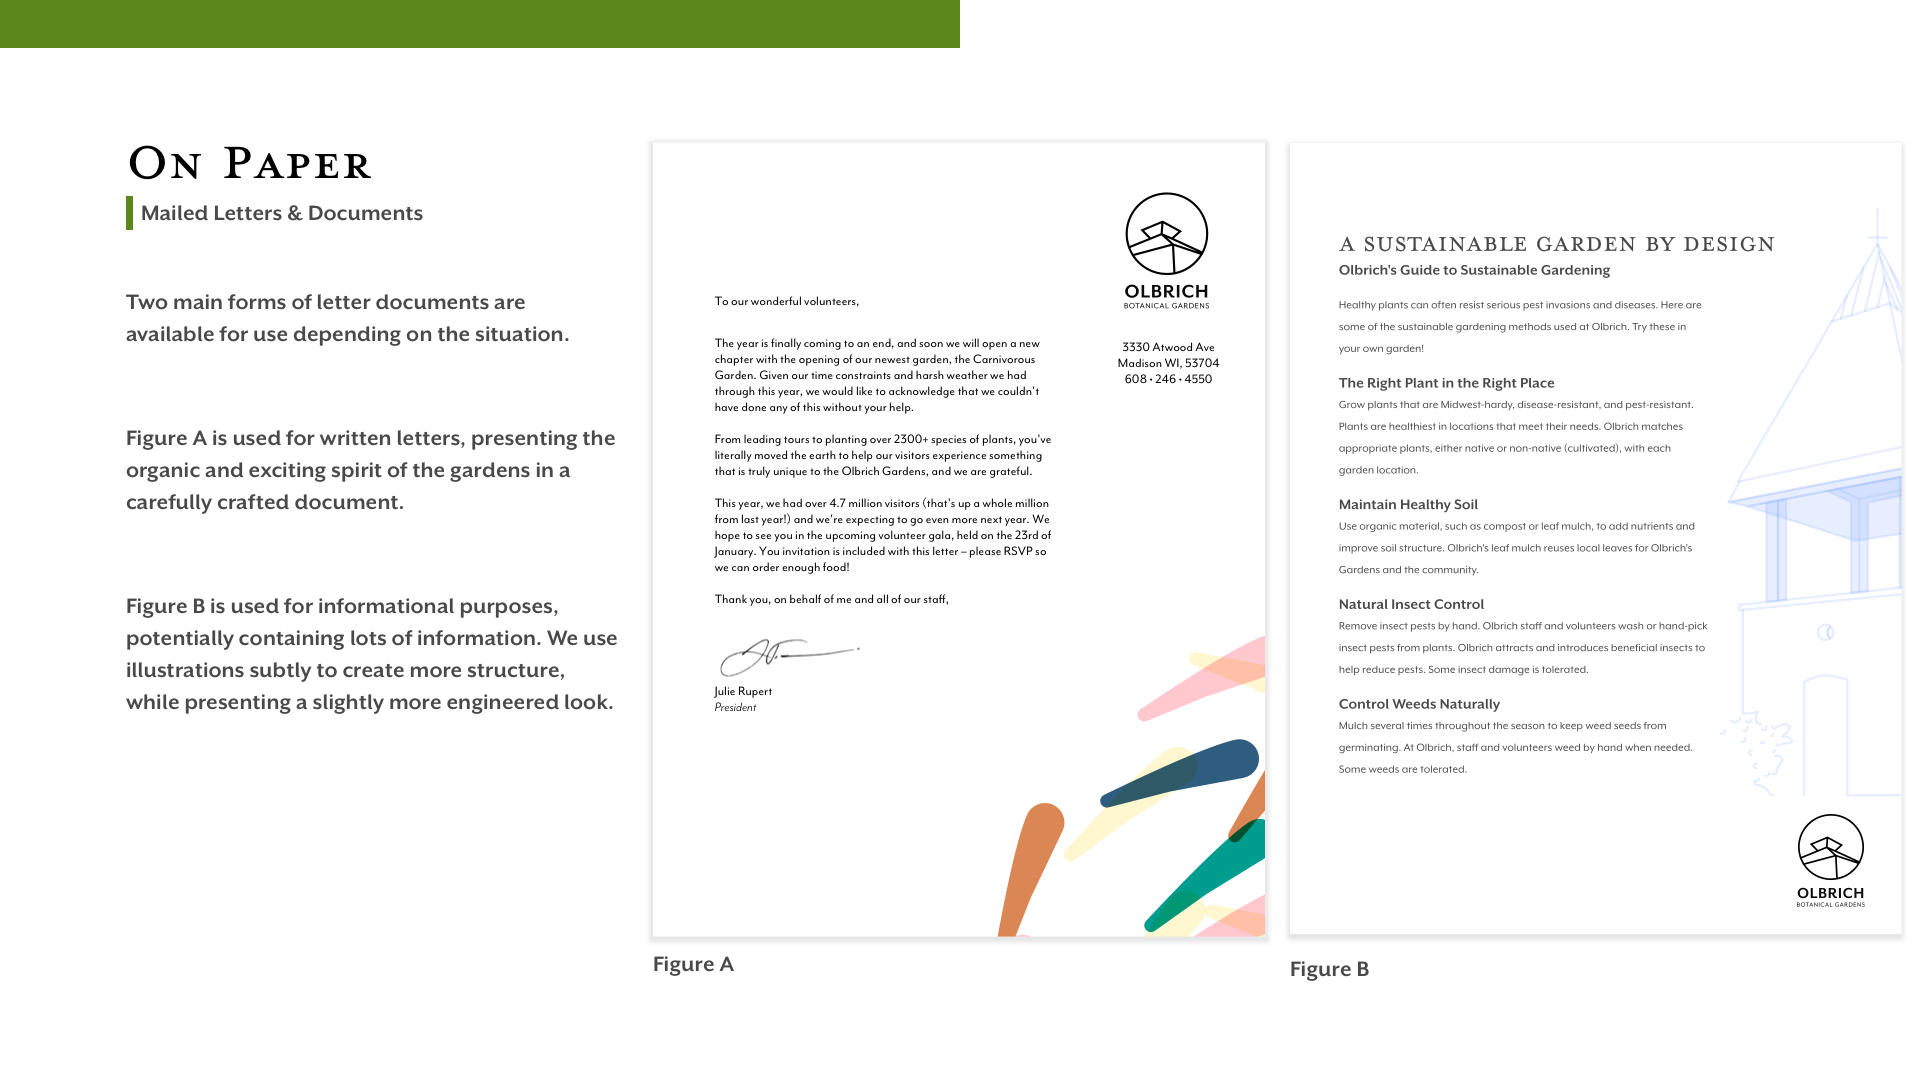 On Paper
Mailed Letters & Documents
Two main forms of letter documents are
available for use depending on the situation.
Figure A is used for written letters, presenting the
organic and exciting spirit of the gardens in a
carefully crafted document.
Figure B is used for informational purposes,
potentially containing lots of information. We use
illustrations subtly to create more structure,
while presenting a slightly more engineered look.
OLBRICH
BOTANICAL GARDENS
3330 Atwood Ave
Madison WI, 53704
608 • 246 • 4550
To our wonderful volunteers,
The year is finally coming to an end, and soon we will open a new
chapter with the opening of our newest garden, the Carnivorous
Garden. Given our time constraints and harsh weather we had
through this year, we would like to acknowledge that we couldn't
have done any of this without your help.
From leading tours to planting over 2300+ species of plants, you've
literally moved the earth to help our visitors experience something
that is truly unique to the Olbrich Gardens, and we are grateful.
This year, we had over 4.7 million visitors (that's up a whole million
from last year!) and we're expecting to go even more next year. We
hope to see you in the upcoming volunteer gala, held on the 23rd of
January. You invitation is included with this letter – please RSVP so
we can order enough food!
Thank you, on behalf of me and all of our staff,
Julie Rupert
President
Figure A
A SUSTAINABLE GARDEN BY DESIGN
Olbrich's Guide to Sustainable Gardening
Healthy plants can often resist serious pest invasions and diseases. Here are
some of the sustainable gardening methods used at Olbrich. Try these in
your own garden!
The Right Plant in the Right Place
Grow plants that are Midwest-hardy, disease-resistant, and pest-resistant.
Plants are healthiest in locations that meet their needs. Olbrich matches
appropriate plants, either native or non-native (cultivated), with each
garden location.
Maintain Healthy Soil
Use organic material, such as compost or leaf mulch, to add nutrients and
improve soil structure. Olbrich's leaf mulch reuses local leaves for Olbrich's
Gardens and the community.
Natural Insect Control
Remove insect pests by hand. Olbrich staff and volunteers wash or hand-pick
insect pests from plants. Olbrich attracts and introduces beneficial insects to
help reduce pests. Some insect damage is tolerated.
Control Weeds Naturally
Mulch several times throughout the season to keep weed seeds from
germinating. At Olbrich, staff and volunteers weed by hand when needed.
Some weeds are tolerated.
OLBRICH
BOTANICAL GARDENS
Figure B